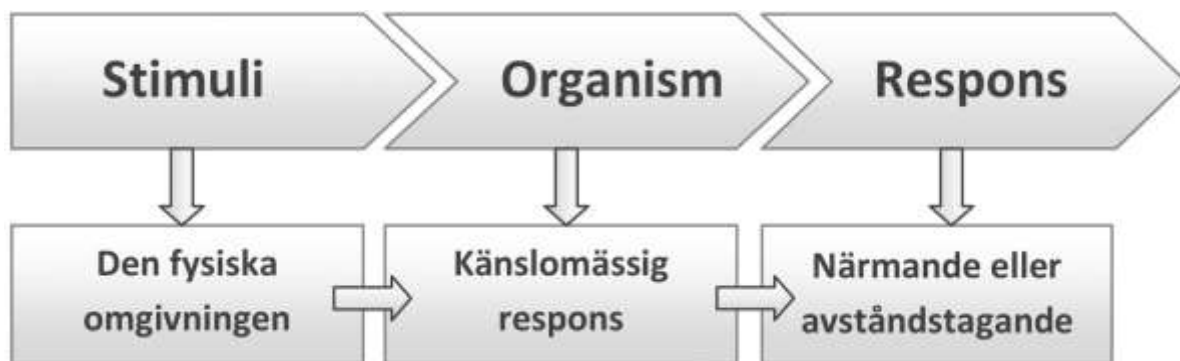 Stimuli
Organism
Respons
Den fysiska
omgivningen
Känslomässig
respons
Närmande eller
avståndstagande